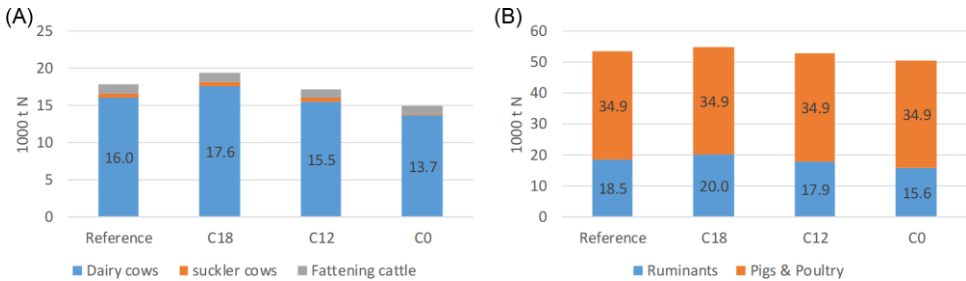 (A)
25
20
15
10
5
0
1000 t N
16.0
17.6
15.5
13.7
Reference C18 C12 C0
Dairy cows suckler cows Fattening cattle
(B)
60
50
40
30
20
10
0
1000 t N
34.9 34.9 34.9 34.9
18.5 20.0 17.9 15.6
Reference C18 C12 C0
Ruminants Pigs & Poultry